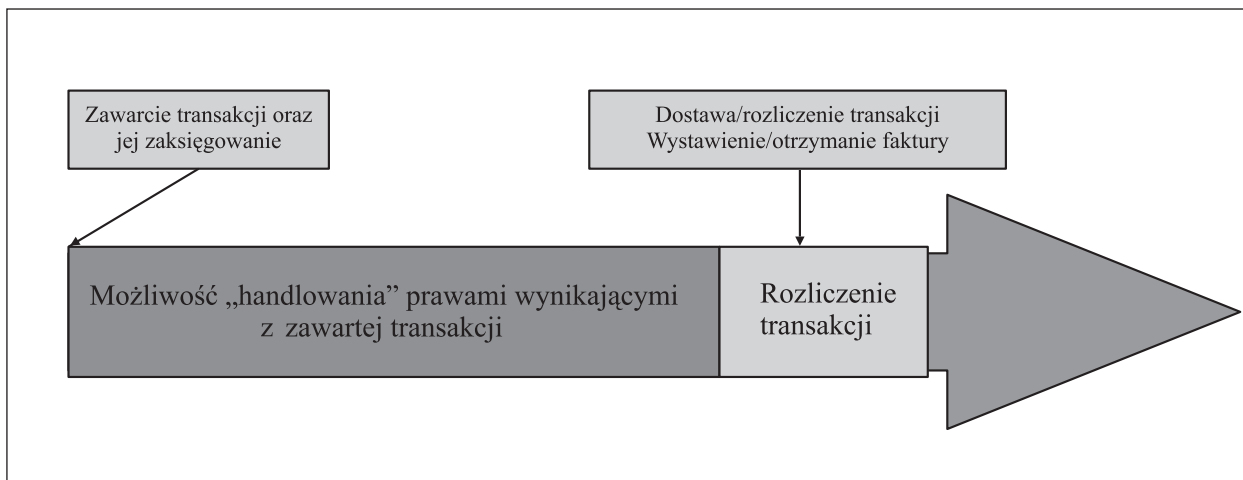 Zawarcie transakcji oraz
jej zaksięgowanie
Dostawa/rozliczenie transakcji
Wystawienie/otrzymanie faktury
Możliwość „handlowania” prawami wynikającymi
z zawartej transakcji
Rozliczenie
transakcji